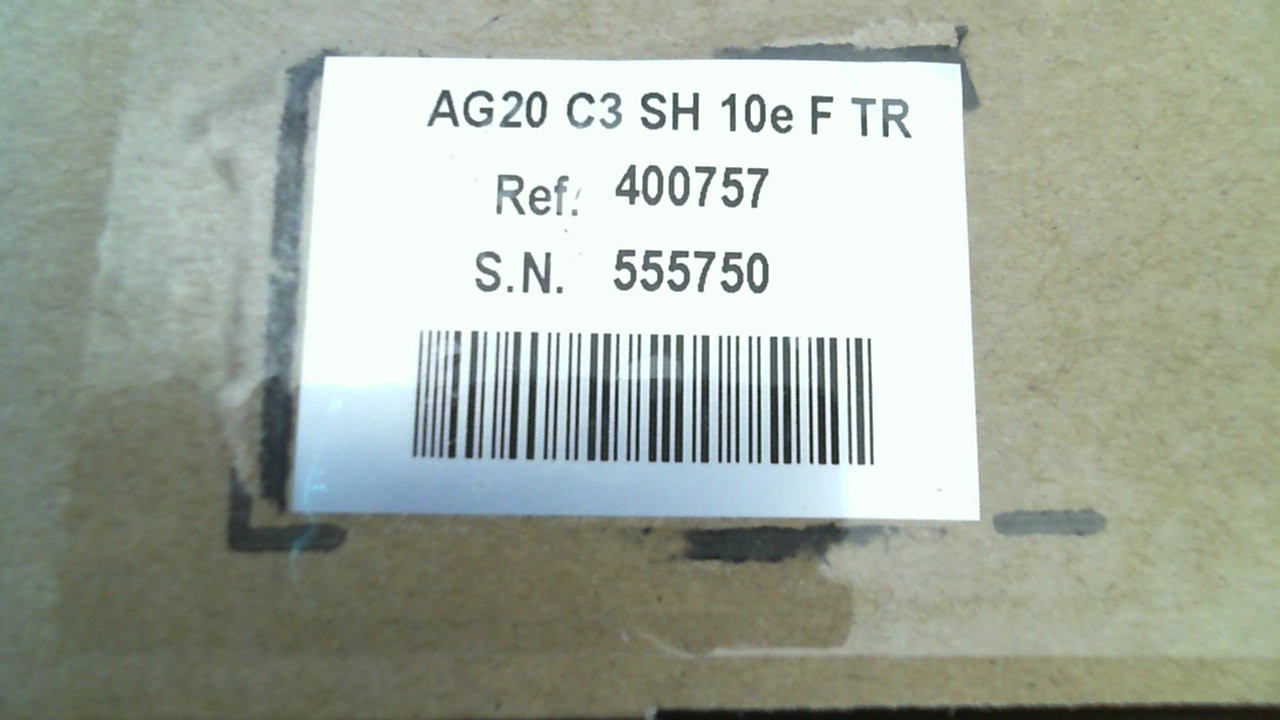 AG20 C3 SH 10e F TR
Ref: 400757
S.N. 555750